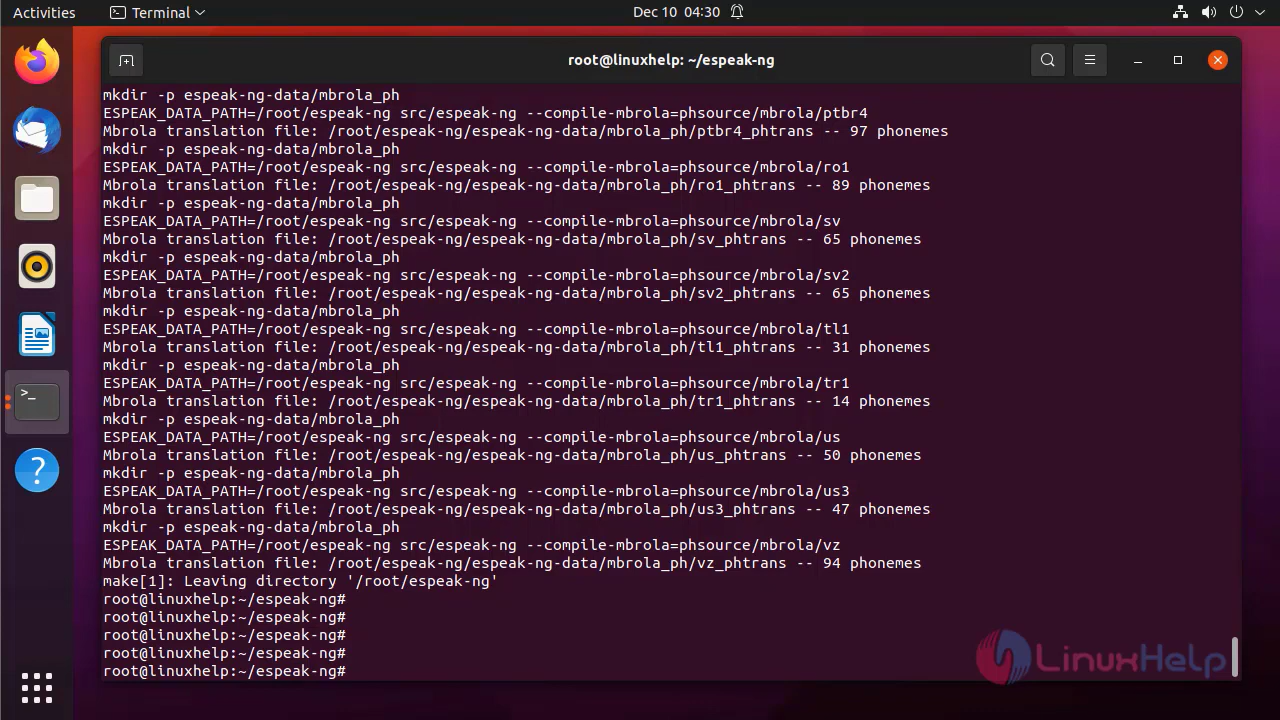 Activities
Terminal
Dec 10 04:30
root@linuxhelp: ~/espeak-ng
mkdir -p espeak-ng-data/mbrola_ph
ESPEAK_DATA_PATH=/root/espeak-ng src/espeak-ng --compile-mbrola=phsource/mbrola/ptbr4
Mbrola translation file: /root/espeak-ng/espeak-ng-data/mbrola_ph/ptbr4_phtrans -- 97 phonemes
mkdir -p espeak-ng-data/mbrola_ph
ESPEAK_DATA_PATH=/root/espeak-ng src/espeak-ng --compile-mbrola=phsource/mbrola/ro1
Mbrola translation file: /root/espeak-ng/espeak-ng-data/mbrola_ph/ro1_phtrans -- 89 phonemes
mkdir -p espeak-ng-data/mbrola_ph
ESPEAK_DATA_PATH=/root/espeak-ng src/espeak-ng --compile-mbrola=phsource/mbrola/sv
Mbrola translation file: /root/espeak-ng/espeak-ng-data/mbrola_ph/sv_phtrans -- 65 phonemes
mkdir -p espeak-ng-data/mbrola_ph
ESPEAK_DATA_PATH=/root/espeak-ng src/espeak-ng --compile-mbrola=phsource/mbrola/sv2
Mbrola translation file: /root/espeak-ng/espeak-ng-data/mbrola_ph/sv2_phtrans -- 65 phonemes
mkdir -p espeak-ng-data/mbrola_ph
ESPEAK_DATA_PATH=/root/espeak-ng src/espeak-ng --compile-mbrola=phsource/mbrola/tl1
Mbrola translation file: /root/espeak-ng/espeak-ng-data/mbrola_ph/tl1_phtrans -- 31 phonemes
mkdir -p espeak-ng-data/mbrola_ph
ESPEAK_DATA_PATH=/root/espeak-ng src/espeak-ng --compile-mbrola=phsource/mbrola/tr1
Mbrola translation file: /root/espeak-ng/espeak-ng-data/mbrola_ph/tr1_phtrans -- 14 phonemes
mkdir -p espeak-ng-data/mbrola_ph
ESPEAK_DATA_PATH=/root/espeak-ng src/espeak-ng --compile-mbrola=phsource/mbrola/us
Mbrola translation file: /root/espeak-ng/espeak-ng-data/mbrola_ph/us_phtrans -- 50 phonemes
mkdir -p espeak-ng-data/mbrola_ph
ESPEAK_DATA_PATH=/root/espeak-ng src/espeak-ng --compile-mbrola=phsource/mbrola/us3
Mbrola translation file: /root/espeak-ng/espeak-ng-data/mbrola_ph/us3_phtrans -- 47 phonemes
mkdir -p espeak-ng-data/mbrola_ph
ESPEAK_DATA_PATH=/root/espeak-ng src/espeak-ng --compile-mbrola=phsource/mbrola/vz
Mbrola translation file: /root/espeak-ng/espeak-ng-data/mbrola_ph/vz_phtrans -- 94 phonemes
make[1]: Leaving directory '/root/espeak-ng'
root@linuxhelp:~/espeak-ng#
root@linuxhelp:~/espeak-ng#
root@linuxhelp:~/espeak-ng#
root@linuxhelp:~/espeak-ng#
root@linuxhelp:~/espeak-ng#
LinuxHelp